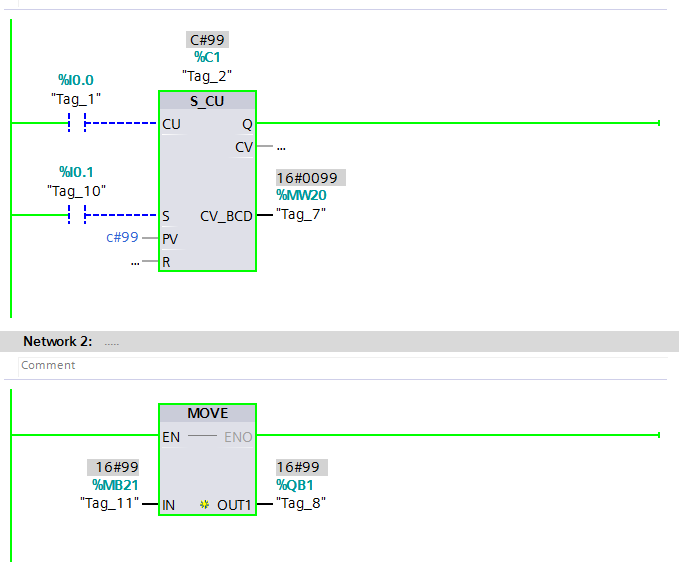 C#99
%C1
"Tag_2"
%I0.0
"Tag_1"
S_CU
CU
Q
CV
...
%I0.1
"Tag_10"
16#0099
%MW20
S
CV_BCD
"Tag_7"
c#99
PV
...
R
Network 2:
.....
Comment
MOVE
EN
ENO
16#99
16#99
%MB21
%QB1
"Tag_11"
IN
OUT1
"Tag_8"